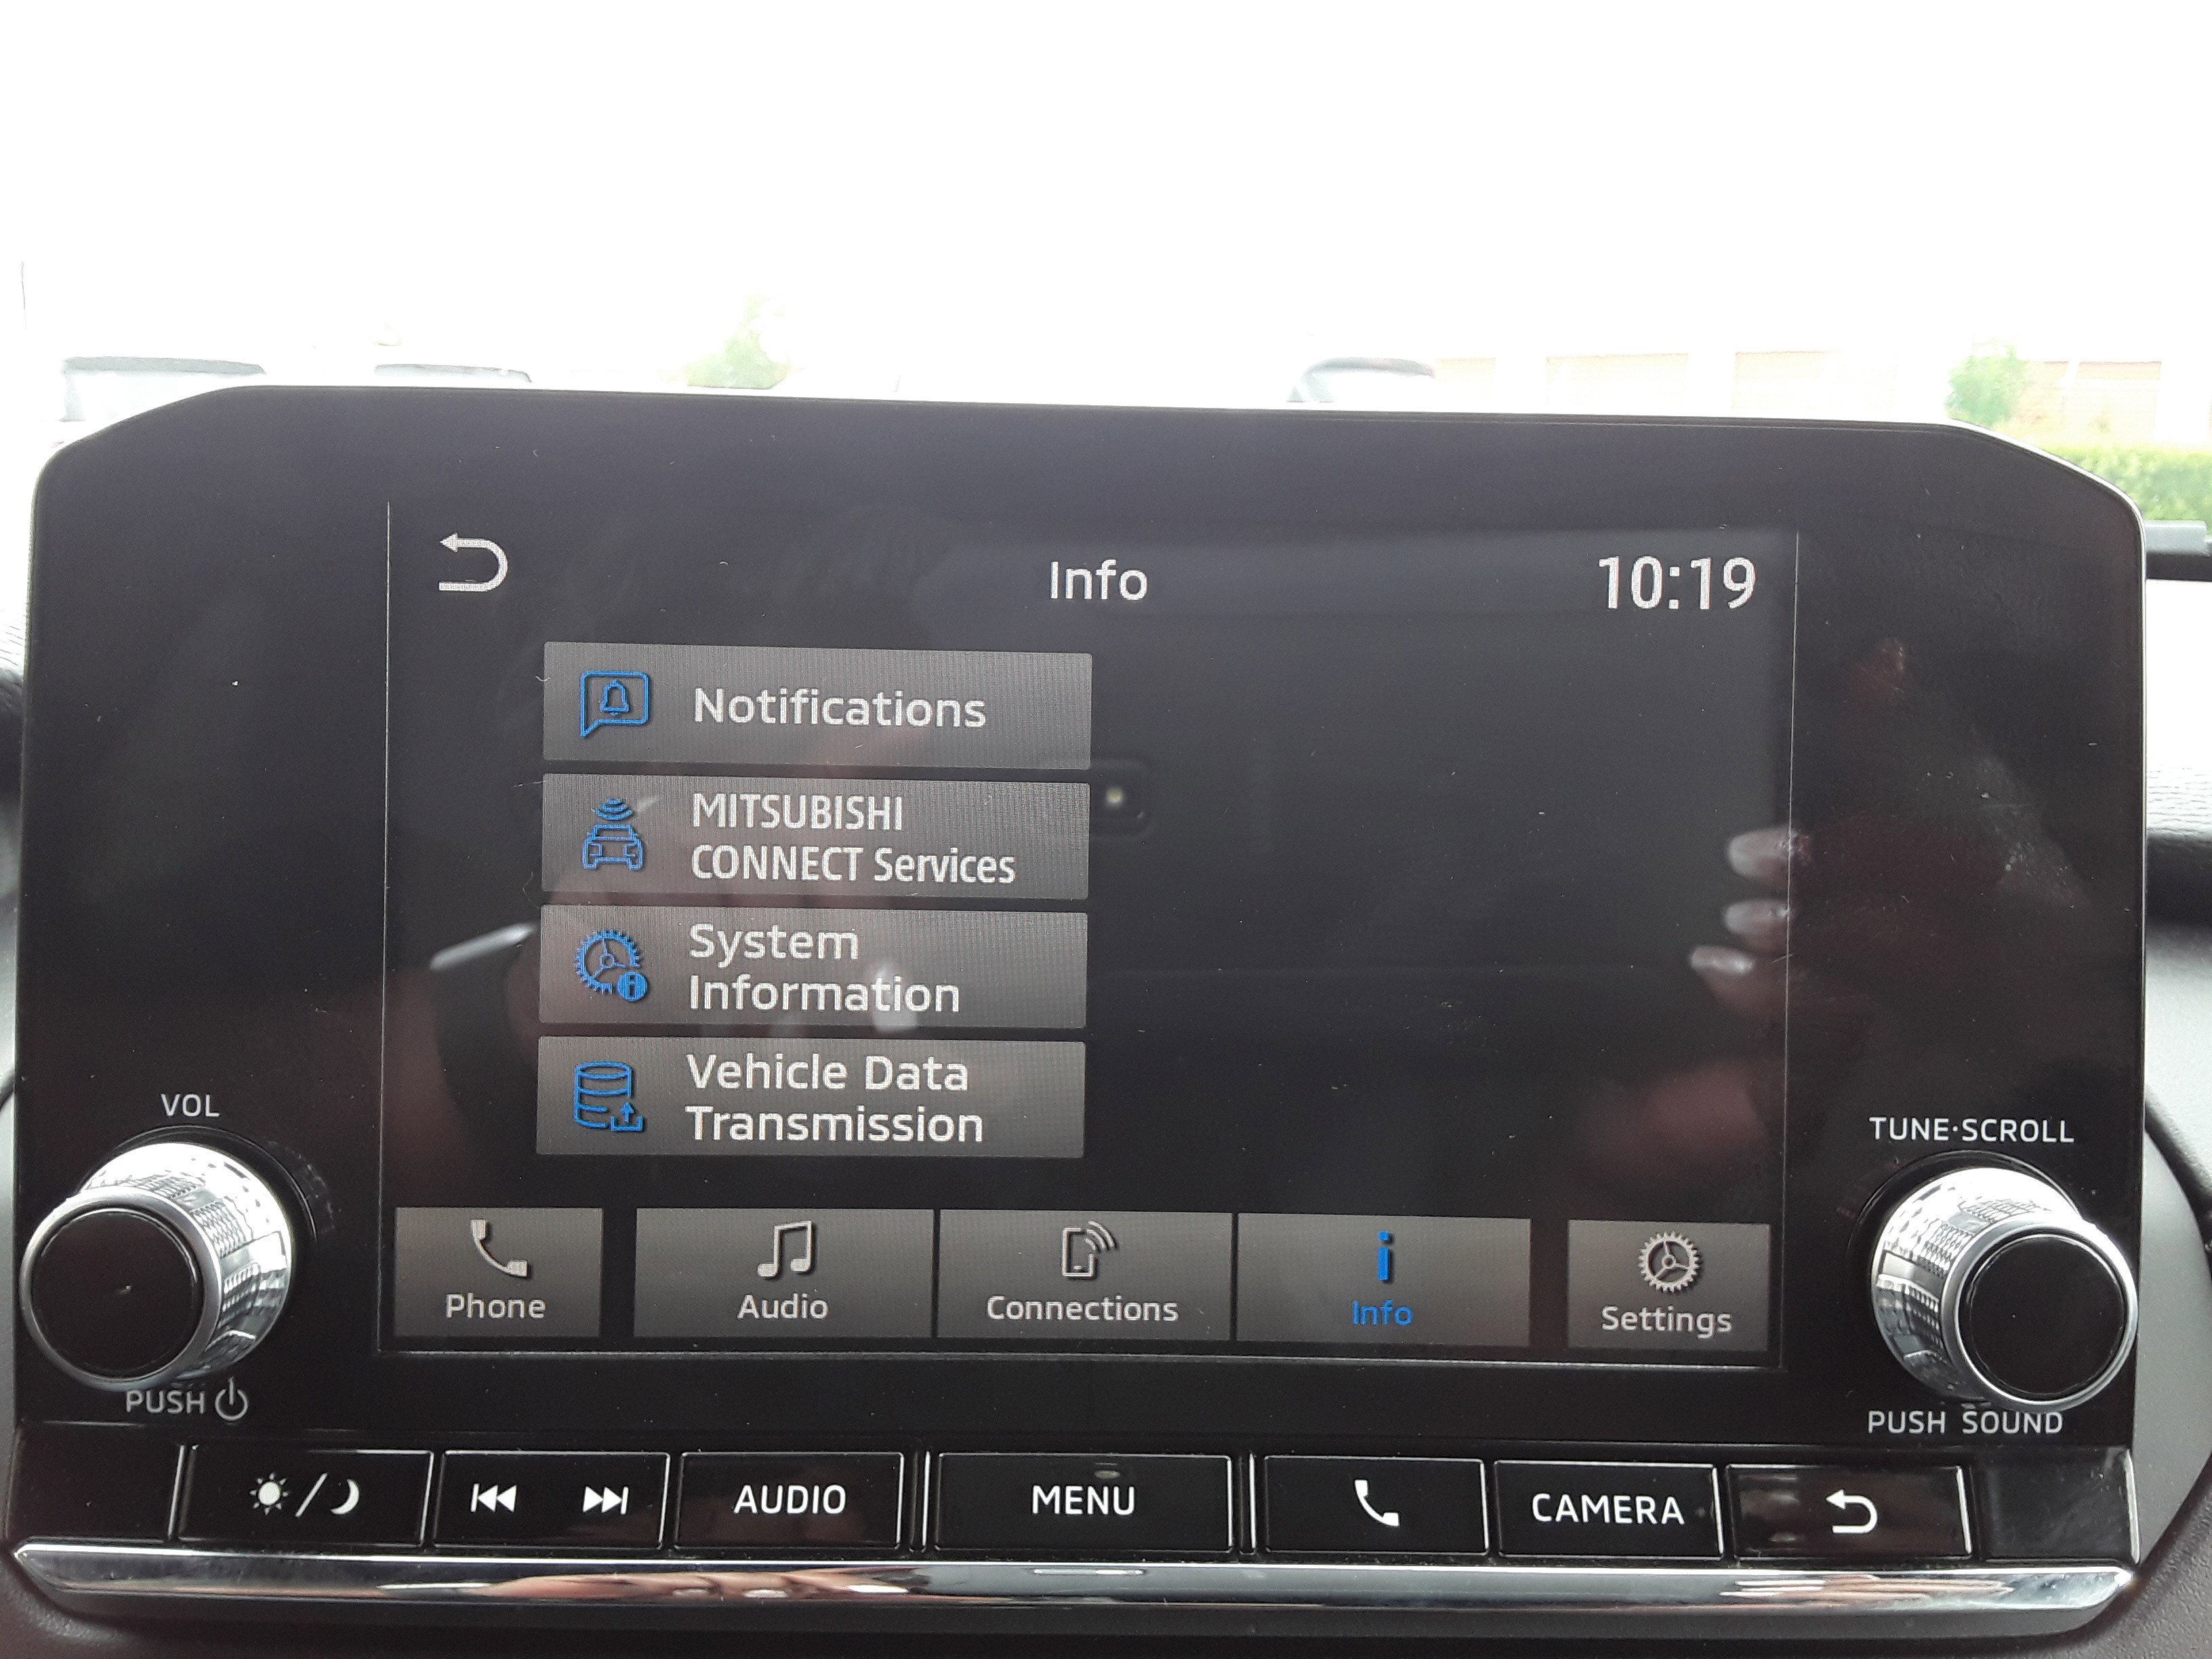 Info
10:19
Notifications
MITSUBISHI
CONNECT Services
System
Information
Vehicle Data
Transmission
VOL
TUNE·SCROLL
Phone
Audio
Connections
Info
Settings
PUSH
PUSH SOUND
AUDIO
MENU
CAMERA